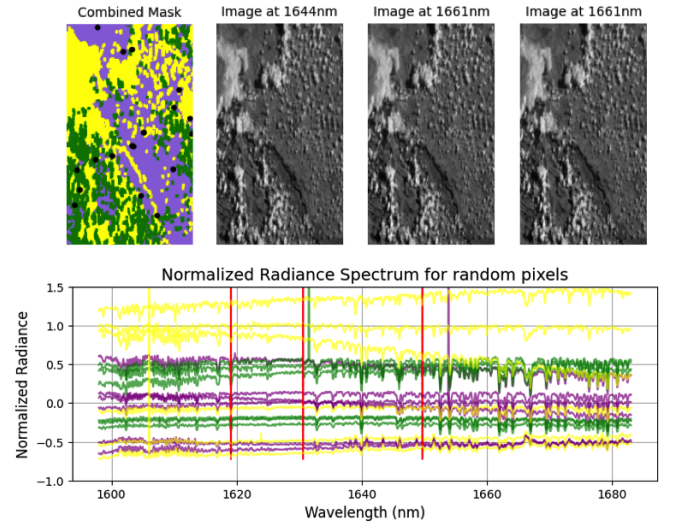 Combined Mask
Image at 1644nm
Image at 1661nm
Image at 1661nm
Normalized Radiance Spectrum for random pixels
Normalized Radiance
1.5
1.0
0.5
0.0
−0.5
−1.0
1600
1620
1640
1660
1680
Wavelength (nm)